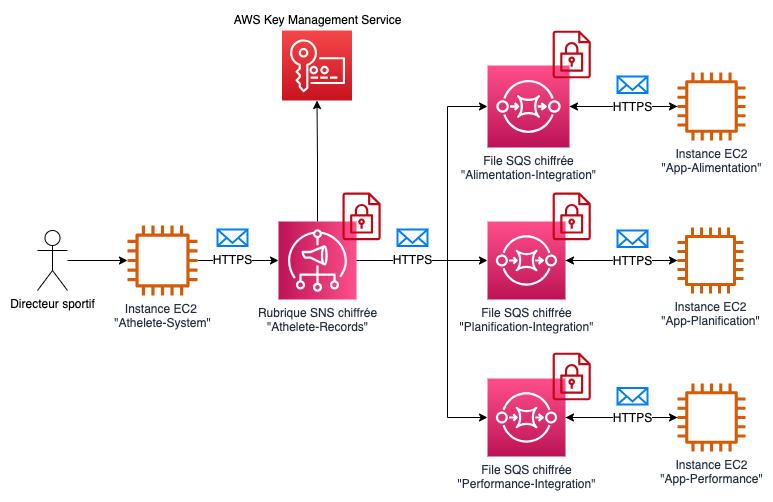 AWS Key Management Service
File SQS chiffrée
"Alimentation-Integration"
HTTPS
Instance EC2
"App-Alimentation"
Directeur sportif
Instance EC2
"Athelete-System"
HTTPS
Rubrique SNS chiffrée
"Athelete-Records"
HTTPS
File SQS chiffrée
"Planification-Integration"
HTTPS
Instance EC2
"App-Planification"
File SQS chiffrée
"Performance-Integration"
HTTPS
Instance EC2
"App-Performance"